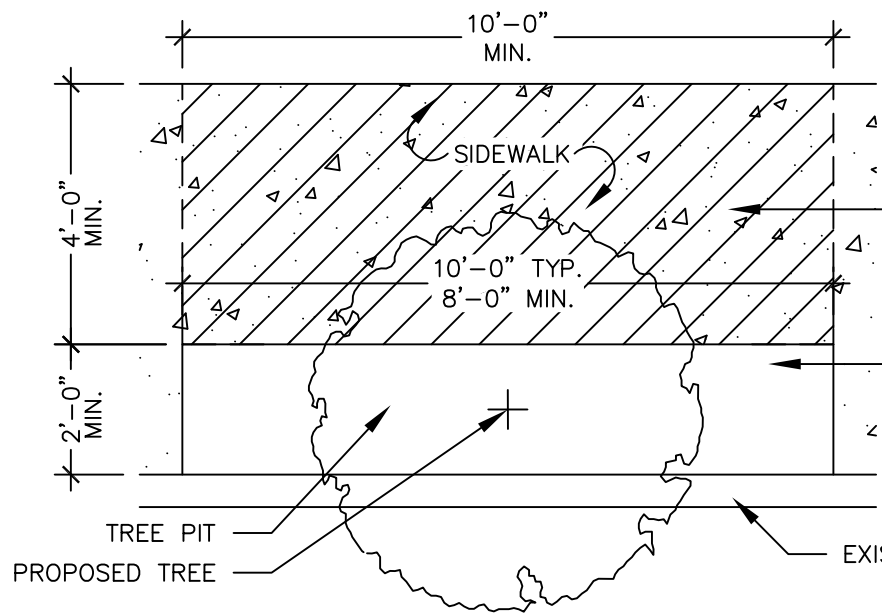 10'-0"
MIN.
SIDEWALK
4'-0"
MIN.
10'-0" TYP.
8'-0" MIN.
2'-0"
MIN.
TREE PIT
PROPOSED TREE